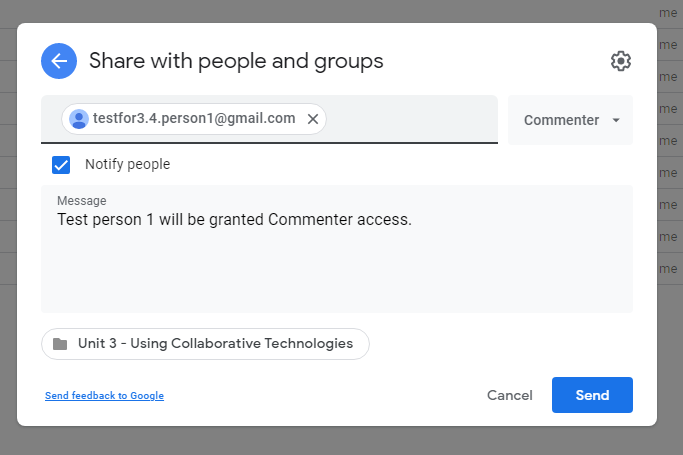 Share with people and groups
testfor3.4.person1@gmail.com
Commenter
Notify people
Message
Test person 1 will be granted Commenter access.
Unit 3 - Using Collaborative Technologies
Send feedback to Google
Cancel
Send
me
me
me
me
me
me
me
me
me